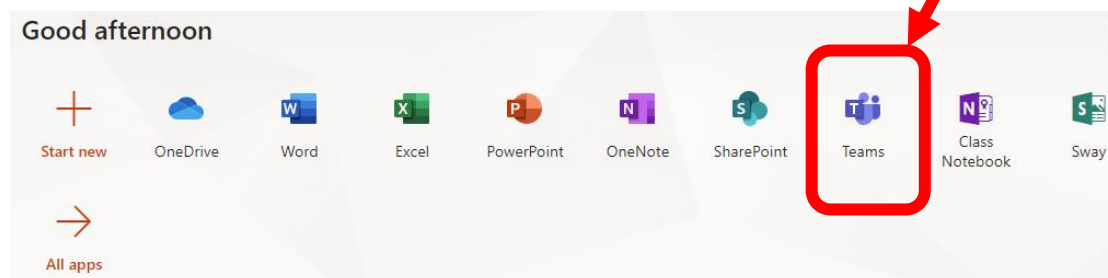 Good afternoon
Start new
OneDrive
Word
Excel
PowerPoint
OneNote
SharePoint
Teams
Class
Notebook
Sway
All apps